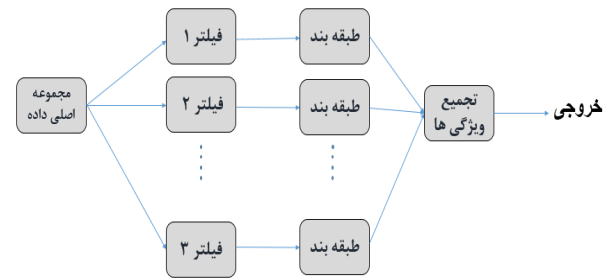 مجموعه
اصلی داده
فیلتر ۱
طبقه بند
فیلتر ۲
طبقه بند
فیلتر ۳
طبقه بند
تجمیع
ویژگی ها
خروجی